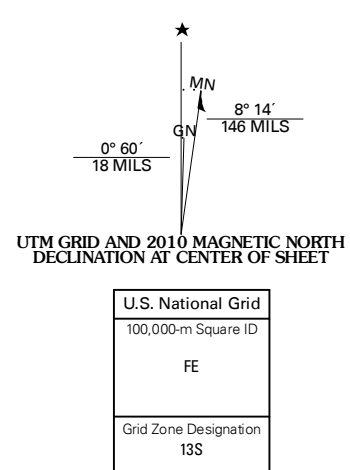 MN
8° 14´
146 MILS
GN
0° 60´
18 MILS
UTM GRID AND 2010 MAGNETIC NORTH
DECLINATION AT CENTER OF SHEET
U.S. National Grid
100,000-m Square ID
FE
Grid Zone Designation
13S